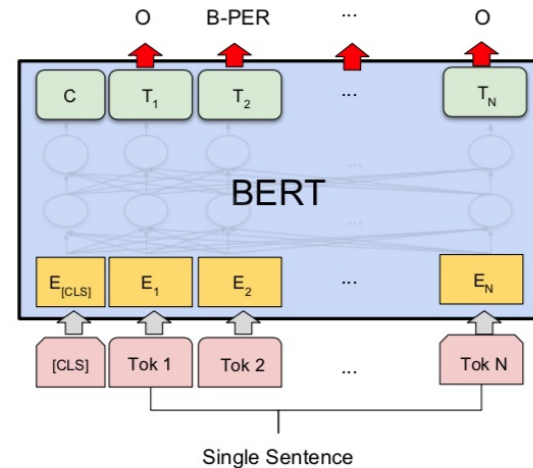 O B-PER ... O
C T1 T2 ... TN
...
BERT
...
E[CLS] E1 E2 ... EN
[CLS] Tok 1 Tok 2 ... Tok N
Single Sentence